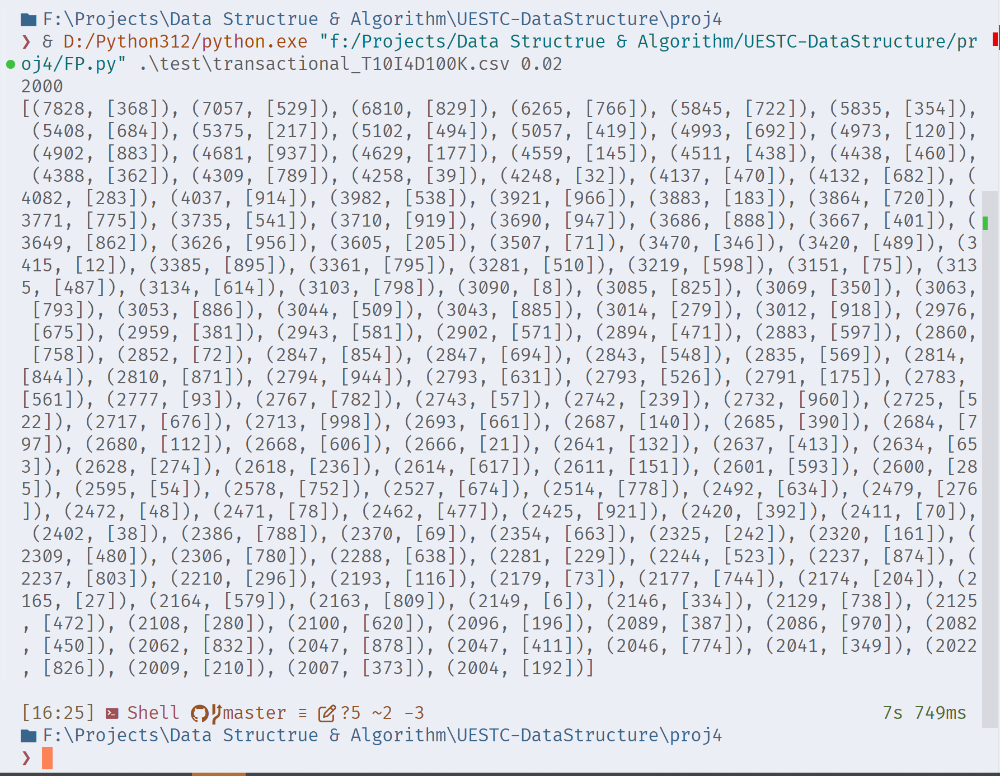 F:\Projects\Data Structrue & Algorithm\UESTC-DataStructure\proj4
❯ & D:/Python312/python.exe "f:/Projects/Data Structrue & Algorithm/UESTC-DataStructure/pr
oj4/FP.py" .\test\transactional_T10I4D100K.csv 0.02
2000
[(7828, [368]), (7057, [529]), (6810, [829]), (6265, [766]), (5845, [722]), (5835, [354]),
(5408, [684]), (5375, [217]), (5102, [494]), (5057, [419]), (4993, [692]), (4973, [120]),
(4902, [883]), (4681, [937]), (4629, [177]), (4559, [145]), (4511, [438]), (4438, [460]),
(4388, [362]), (4309, [789]), (4258, [39]), (4248, [32]), (4137, [470]), (4132, [682]), (
4082, [283]), (4037, [914]), (3982, [538]), (3921, [966]), (3883, [183]), (3864, [720]), (
3771, [775]), (3735, [541]), (3710, [919]), (3690, [947]), (3686, [888]), (3667, [401]), (
3649, [862]), (3626, [956]), (3605, [205]), (3507, [71]), (3470, [346]), (3420, [489]), (3
415, [12]), (3385, [895]), (3361, [795]), (3281, [510]), (3219, [598]), (3151, [75]), (313
5, [487]), (3134, [614]), (3103, [798]), (3090, [8]), (3085, [825]), (3069, [350]), (3063,
[793]), (3053, [886]), (3044, [509]), (3043, [885]), (3014, [279]), (3012, [918]), (2976,
[675]), (2959, [381]), (2943, [581]), (2902, [571]), (2894, [471]), (2883, [597]), (2860,
[758]), (2852, [72]), (2847, [854]), (2847, [694]), (2843, [548]), (2835, [569]), (2814,
[844]), (2810, [871]), (2794, [944]), (2793, [631]), (2793, [526]), (2791, [175]), (2783,
[561]), (2777, [93]), (2767, [782]), (2743, [57]), (2742, [239]), (2732, [960]), (2725, [5
22]), (2717, [676]), (2713, [998]), (2693, [661]), (2687, [140]), (2685, [390]), (2684, [7
97]), (2680, [112]), (2668, [606]), (2666, [21]), (2641, [132]), (2637, [413]), (2634, [65
3]), (2628, [274]), (2618, [236]), (2614, [617]), (2611, [151]), (2601, [593]), (2600, [28
5]), (2595, [54]), (2578, [752]), (2527, [674]), (2514, [778]), (2492, [634]), (2479, [276
]), (2472, [48]), (2471, [78]), (2462, [477]), (2425, [921]), (2420, [392]), (2411, [70]),
(2402, [38]), (2386, [788]), (2370, [69]), (2354, [663]), (2325, [242]), (2320, [161]), (
2309, [480]), (2306, [780]), (2288, [638]), (2281, [229]), (2244, [523]), (2237, [874]), (
2237, [803]), (2210, [296]), (2193, [116]), (2179, [73]), (2177, [744]), (2174, [204]), (2
165, [27]), (2164, [579]), (2163, [809]), (2149, [6]), (2146, [334]), (2129, [738]), (2125
, [472]), (2108, [280]), (2100, [620]), (2096, [196]), (2089, [387]), (2086, [970]), (2082
, [450]), (2062, [832]), (2047, [878]), (2047, [411]), (2046, [774]), (2041, [349]), (2022
, [826]), (2009, [210]), (2007, [373]), (2004, [192])]
[16:25] Shell master ≡ ?5 ~2 -3 7s 749ms
F:\Projects\Data Structrue & Algorithm\UESTC-DataStructure\proj4
❯